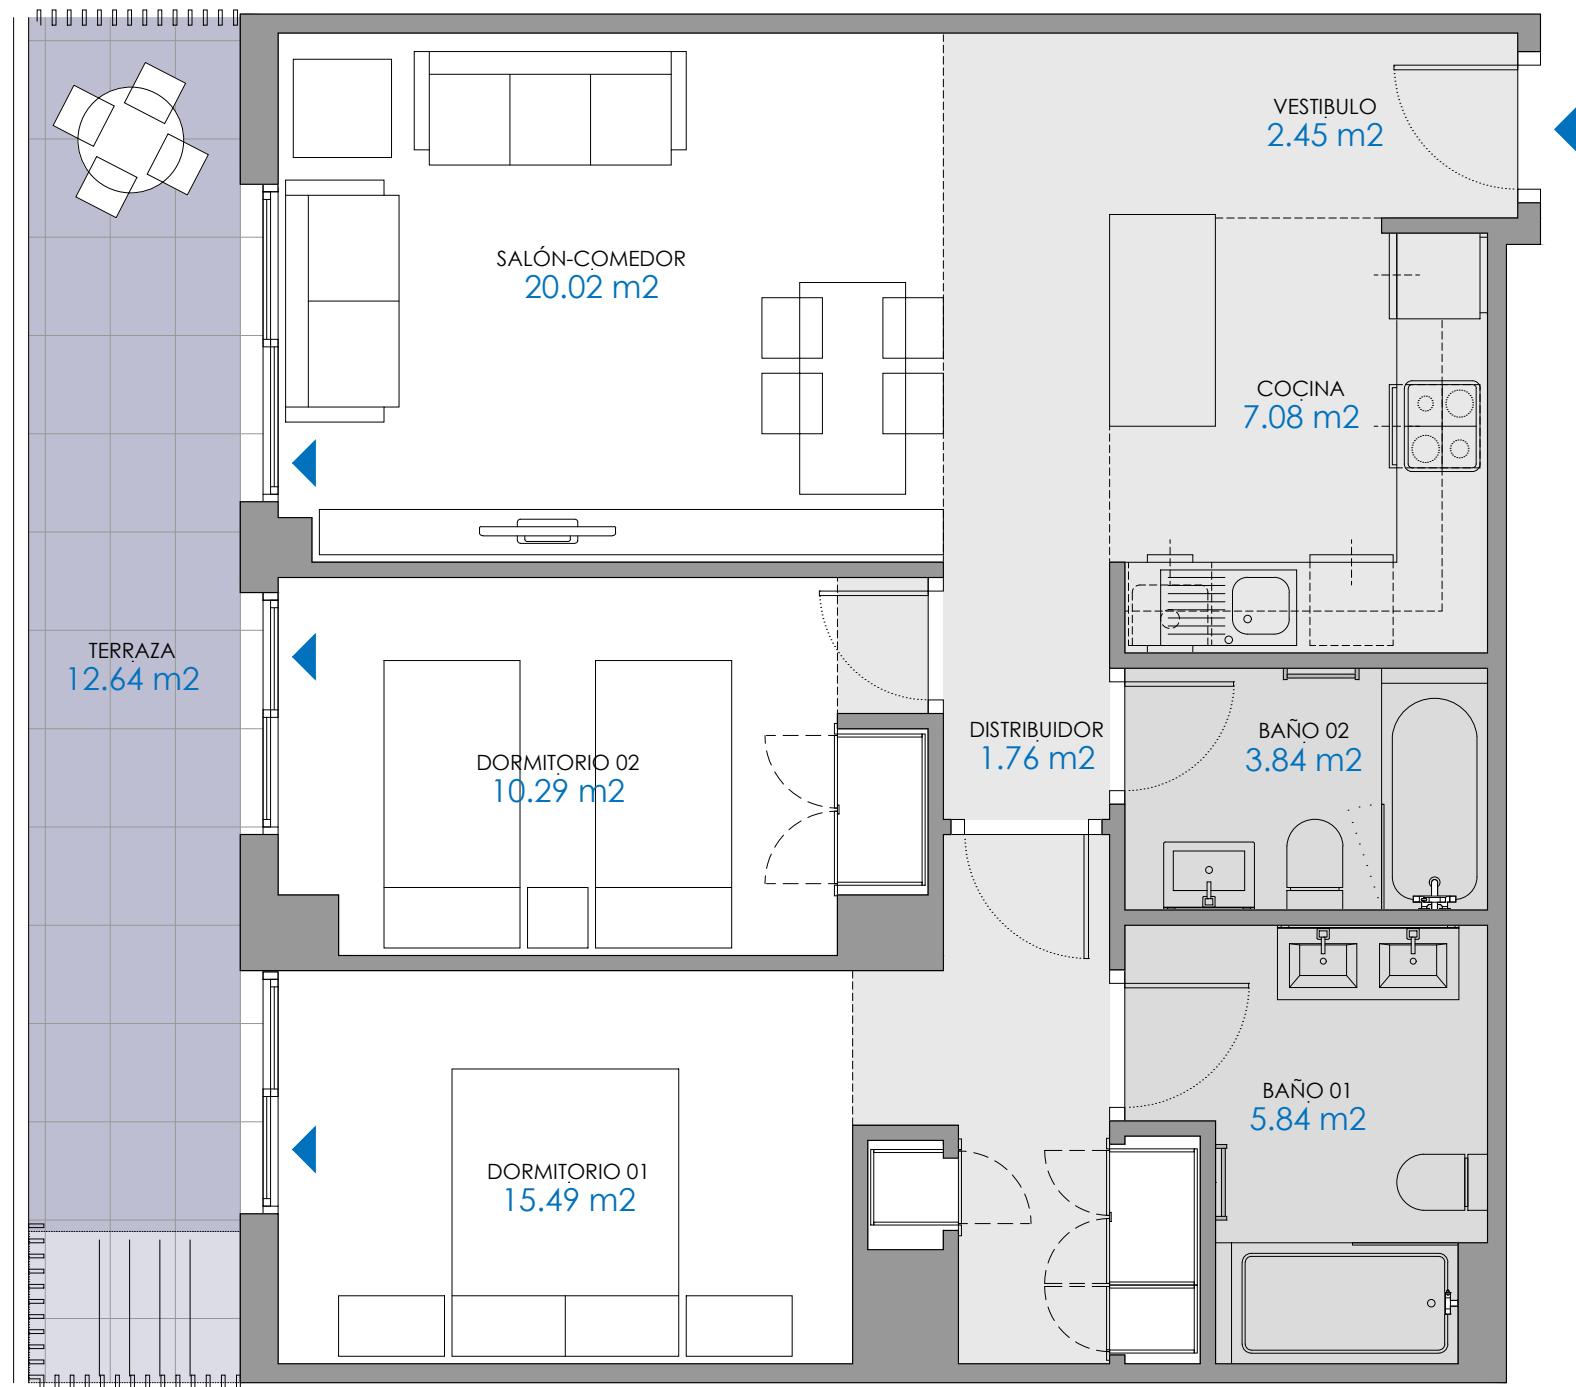 VESTIBULO
2.45 m2
SALÓN-COMEDOR
20.02 m2
COCINA
7.08 m2
TERRAZA
12.64 m2
DORMITORIO 02
10.29 m2
DISTRIBUIDOR
1.76 m2
BAÑO 02
3.84 m2
BAÑO 01
5.84 m2
DORMITORIO 01
15.49 m2